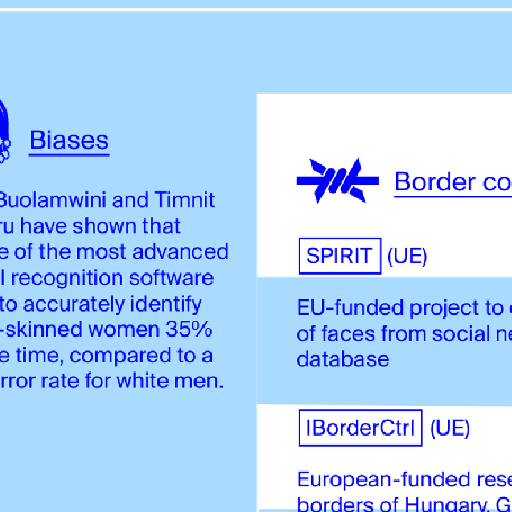 Biases
Buolamwini and Timnit
ru have shown that
e of the most advanced
l recognition software
to accurately identify
-skinned women 35%
e time, compared to a
rror rate for white men.
Border co
SPIRIT (UE)
EU-funded project to
of faces from social ne
database
IBorderCtrl (UE)
European-funded rese
borders of Hungary, G